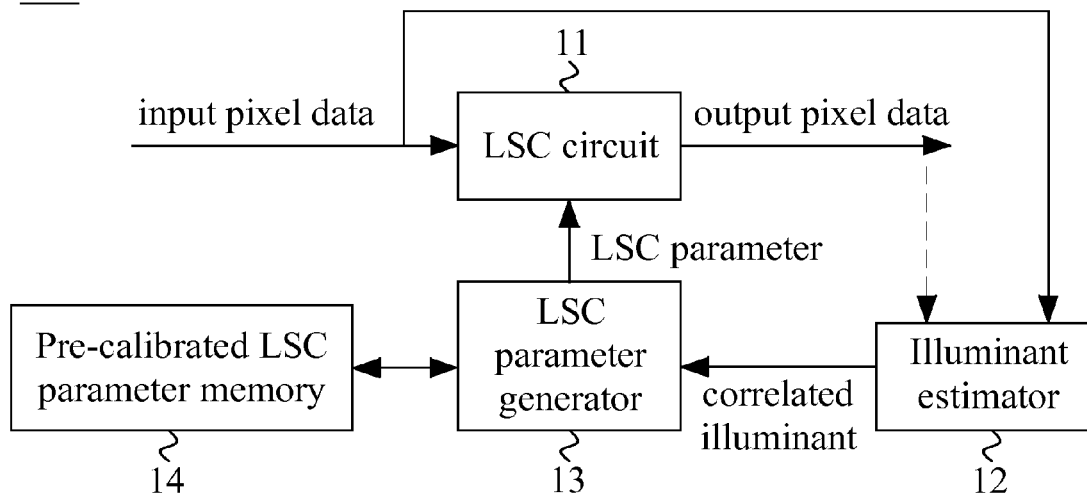 11
input pixel data
LSC circuit
output pixel data
LSC parameter
Pre-calibrated LSC
parameter memory
LSC
parameter
generator
correlated
illuminant
Illuminant
estimator
14
13
12